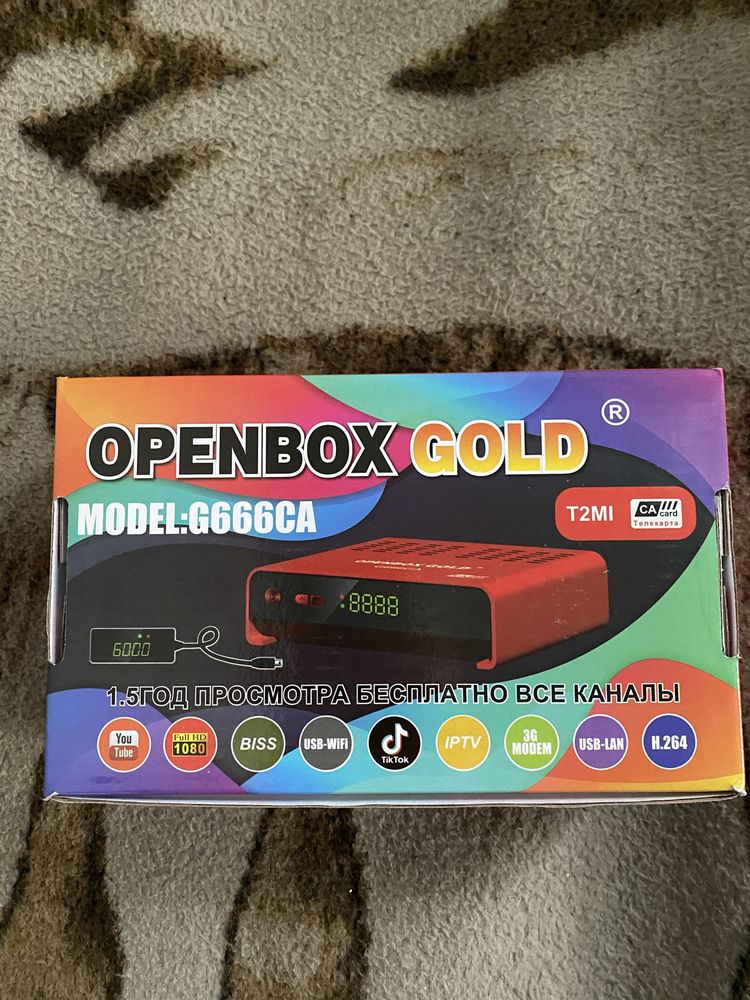 OPENBOX GOLD ®
MODEL:G666CA
T2MI
CA card
Телекарта
OPENBOX GOLD
G666CA
8888
6000
1.5ГОД ПРОСМОТРА БЕСПЛАТНО ВСЕ КАНАЛЫ
You Tube
Full HD 1080
BISS
USB-WiFi
TikTok
IPTV
3G MODEM
USB-LAN
H.264